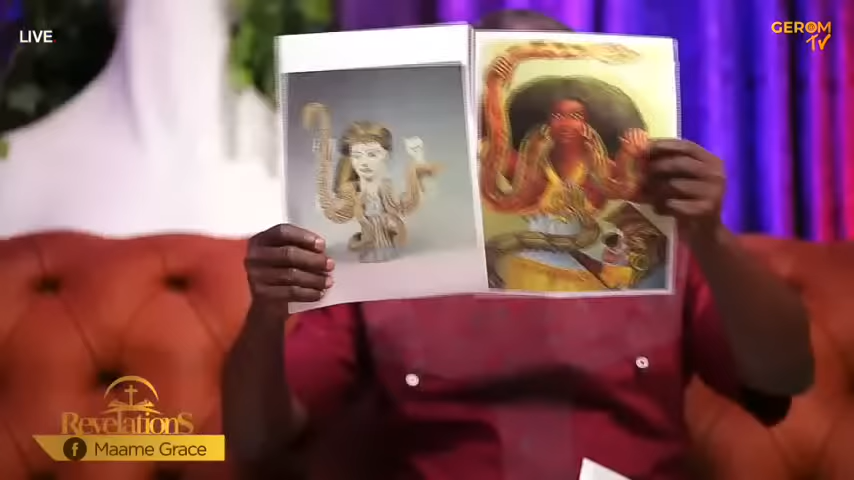 LIVE
GEROM
TV
Revelations
f Maame Grace